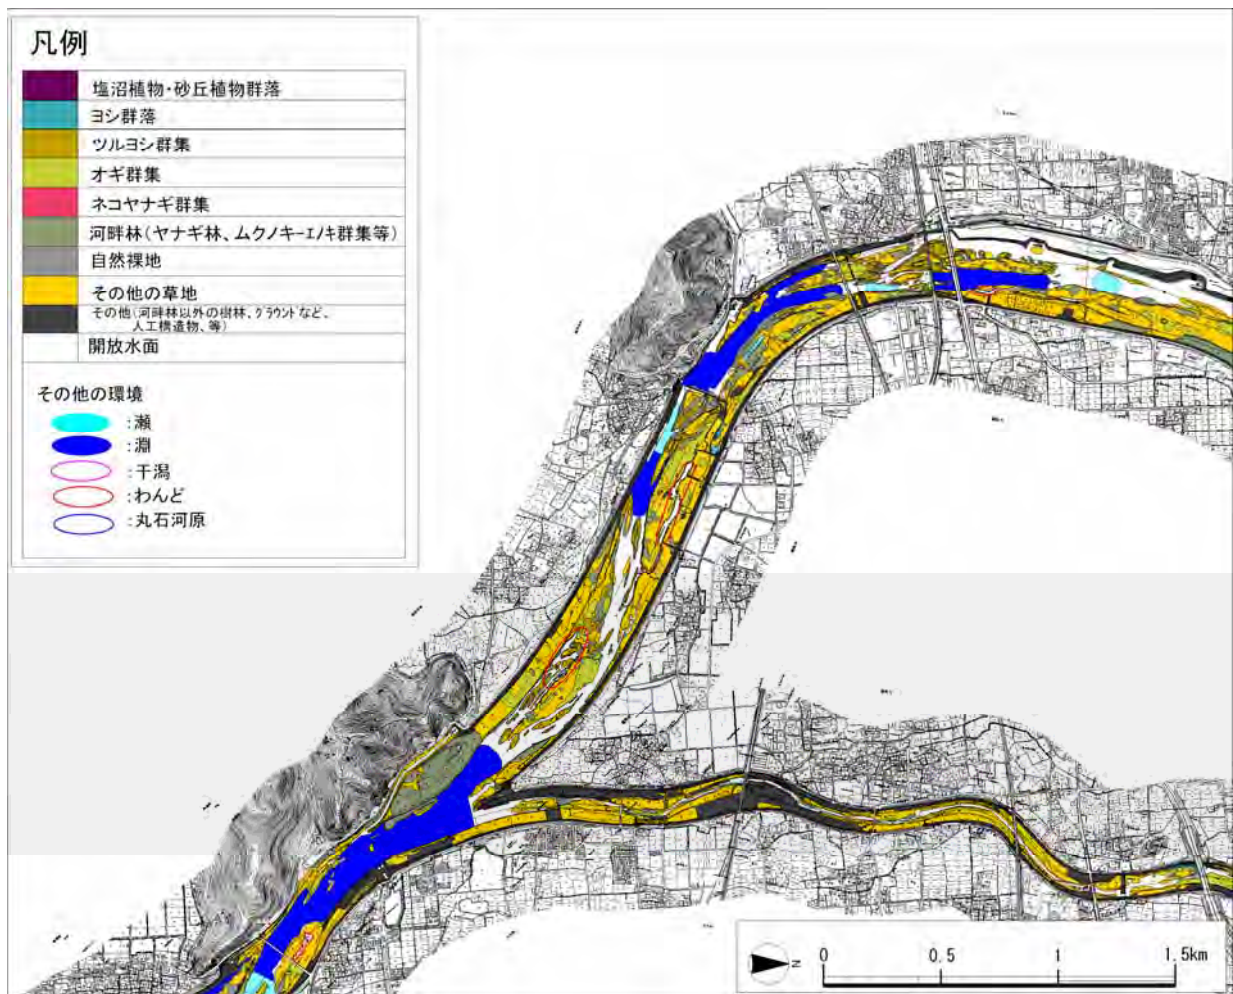 凡例
塩沼植物・砂丘植物群落
ヨシ群落
ツルヨシ群集
オギ群集
ネコヤナギ群集
河畔林(ヤナギ林、ムクノキーエノキ群集等)
自然裸地
その他の草地
その他(河畔林以外の樹林、グラウンドなど、
人工構造物、等)
開放水面
その他の環境
:瀬
:淵
:干潟
:わんど
:丸石河原
N
0 0.5 1 1.5km